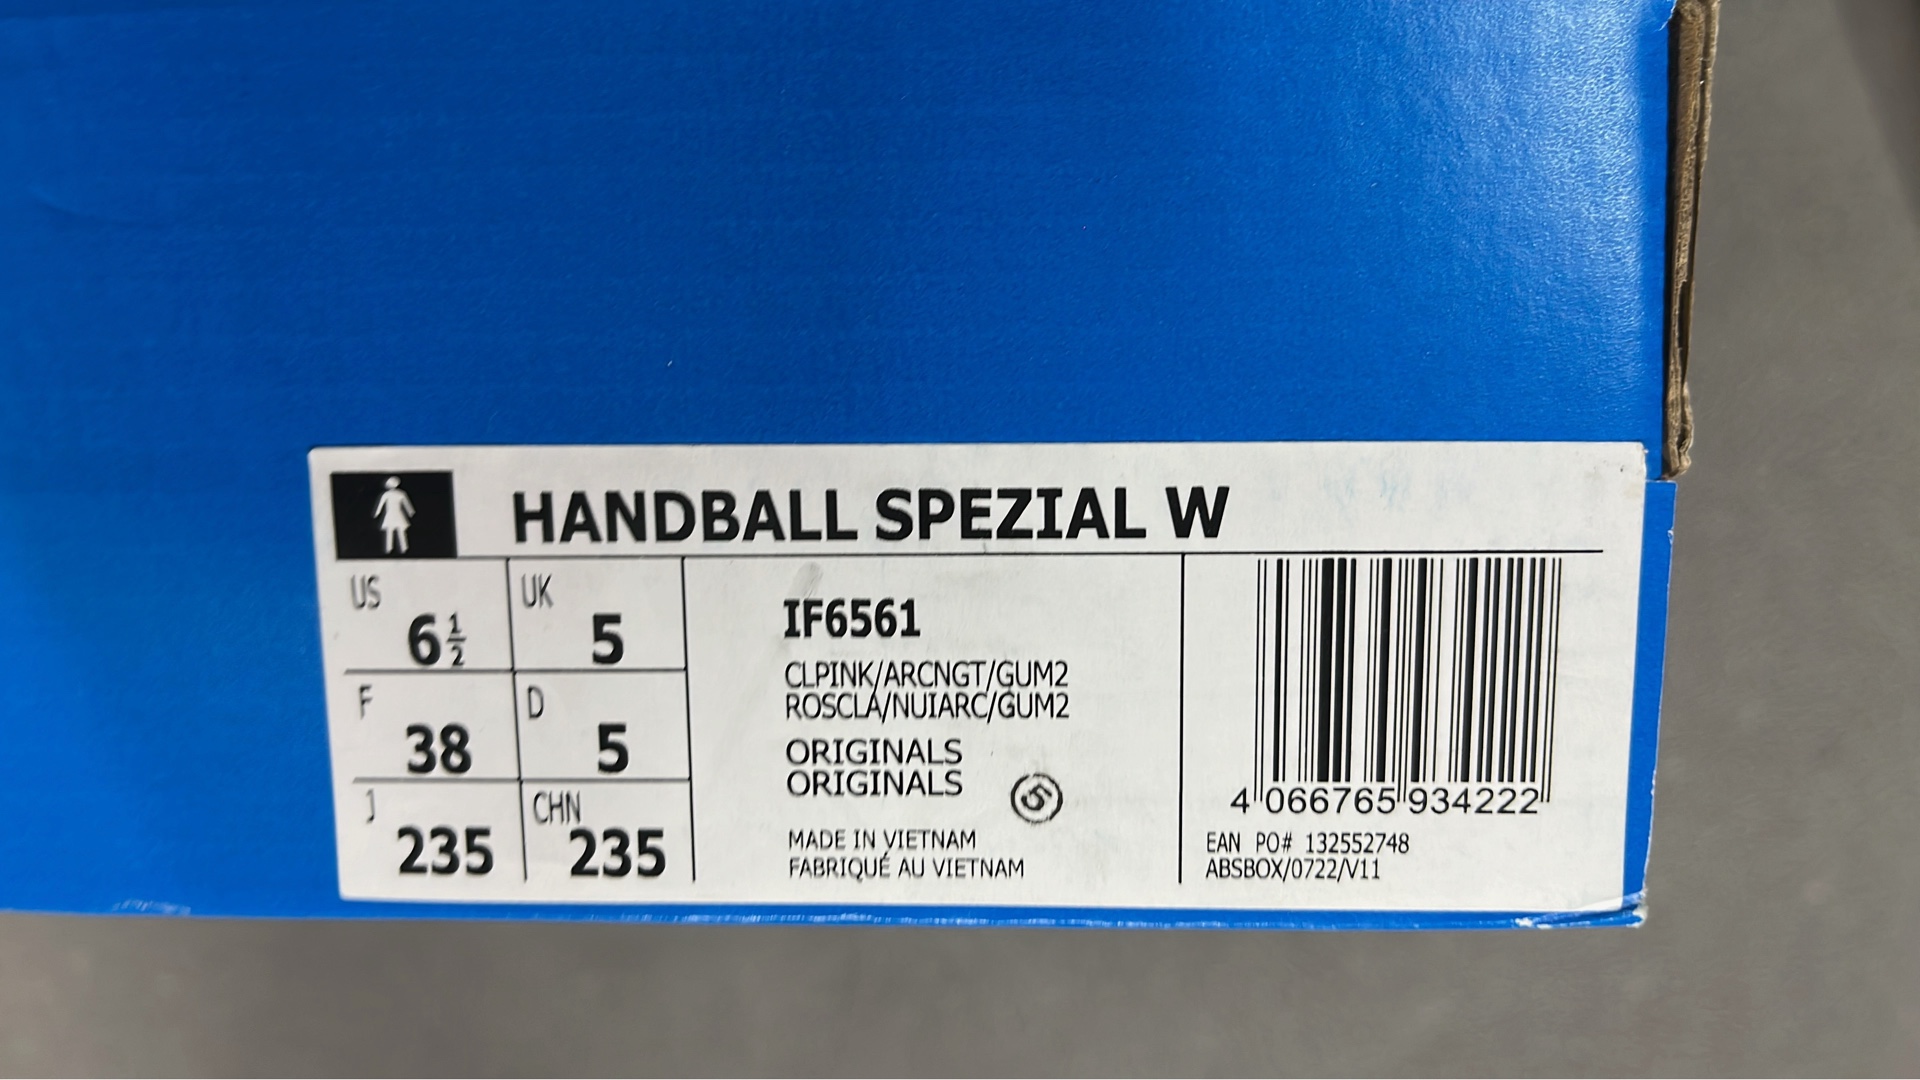 HANDBALL SPEZIAL W
US 6½ UK 5
F 38 D 5
J 235 CHN 235
IF6561
CLPINK/ARCNGT/GUM2
ROSCLA/NUIARC/GUM2
ORIGINALS
ORIGINALS
MADE IN VIETNAM
FABRIQUÉ AU VIETNAM
4 066765 934222
EAN PO# 132552748
ABSBOX/0722/V11